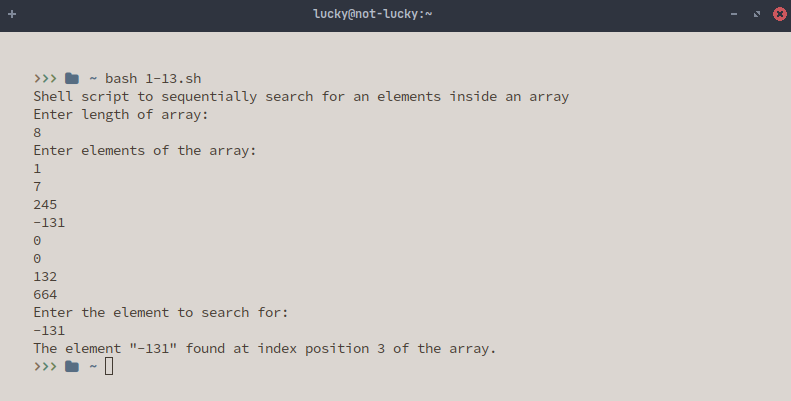 lucky@not-lucky:~
>>> ~ bash 1-13.sh
Shell script to sequentially search for an elements inside an array
Enter length of array:
8
Enter elements of the array:
1
7
245
-131
0
0
132
664
Enter the element to search for:
-131
The element "-131" found at index position 3 of the array.
>>> ~